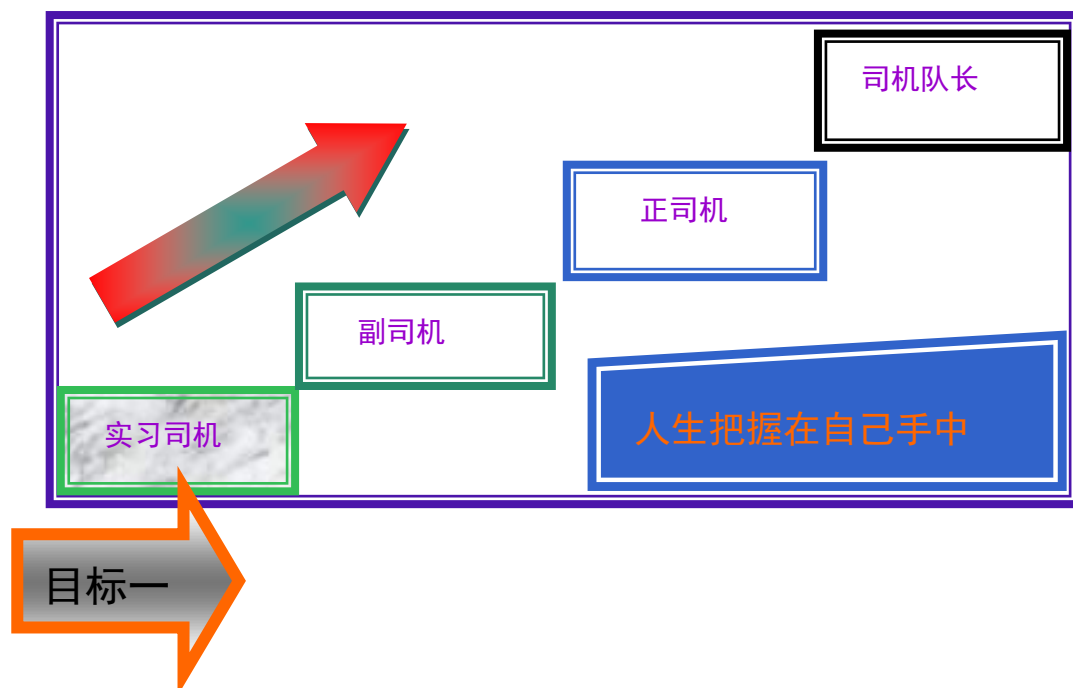 司机队长
正司机
副司机
人生把握在自己手中
实习司机
目标一